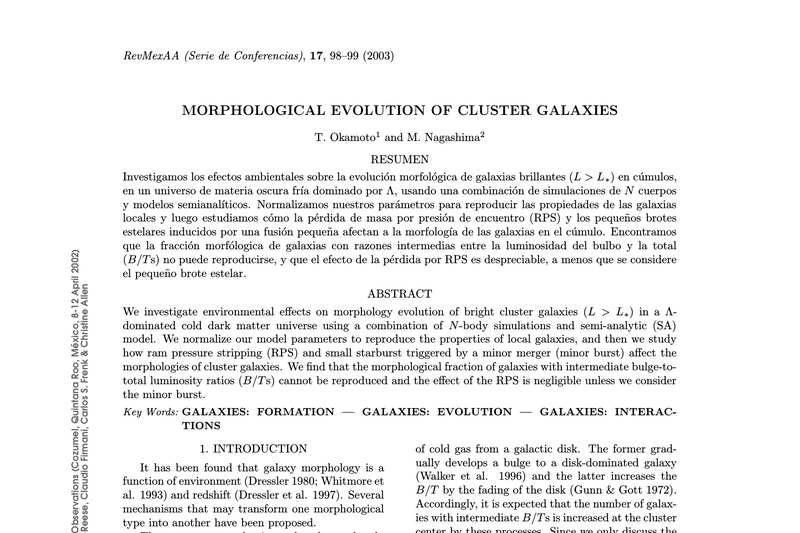 RevMexAA (Serie de Conferencias), 17, 98–99 (2003)
MORPHOLOGICAL EVOLUTION OF CLUSTER GALAXIES
T. Okamoto¹ and M. Nagashima²
RESUMEN
Investigamos los efectos ambientales sobre la evolución morfológica de galaxias brillantes (L > L*) en cúmulos,
en un universo de materia oscura fría dominado por Λ, usando una combinación de simulaciones de N cuerpos
y modelos semianalíticos. Normalizamos nuestros parámetros para reproducir las propiedades de las galaxias
locales y luego estudiamos cómo la pérdida de masa por presión de encuentro (RPS) y los pequeños brotes
estelares inducidos por una fusión pequeña afectan a la morfología de las galaxias en el cúmulo. Encontramos
que la fracción morfólogica de galaxias con razones intermedias entre la luminosidad del bulbo y la total
(B/Ts) no puede reproducirse, y que el efecto de la pérdida por RPS es despreciable, a menos que se considere
el pequeño brote estelar.
ABSTRACT
We investigate environmental effects on morphology evolution of bright cluster galaxies (L > L*) in a Λ-
dominated cold dark matter universe using a combination of N-body simulations and semi-analytic (SA)
model. We normalize our model parameters to reproduce the properties of local galaxies, and then we study
how ram pressure stripping (RPS) and small starburst triggered by a minor merger (minor burst) affect the
morphologies of cluster galaxies. We find that the morphological fraction of galaxies with intermediate bulge-to-
total luminosity ratios (B/Ts) cannot be reproduced and the effect of the RPS is negligible unless we consider
the minor burst.
Key Words: GALAXIES: FORMATION — GALAXIES: EVOLUTION — GALAXIES: INTERAC-
TIONS
1. INTRODUCTION
It has been found that galaxy morphology is a
function of environment (Dressler 1980; Whitmore et
al. 1993) and redshift (Dressler et al. 1997). Several
mechanisms that may transform one morphological
type into another have been proposed.
of cold gas from a galactic disk. The former grad-
ually develops a bulge to a disk-dominated galaxy
(Walker et al. 1996) and the latter increases the
B/T by the fading of the disk (Gunn & Gott 1972).
Accordingly, it is expected that the number of galax-
ies with intermediate B/Ts is increased at the cluster
center by these processes. Since we only discuss the
Observations (Cozumel, Quintana Roo, México, 8-12 April 2002)
Reese, Claudio Firmani, Carlos S. Frenk & Christine Allen